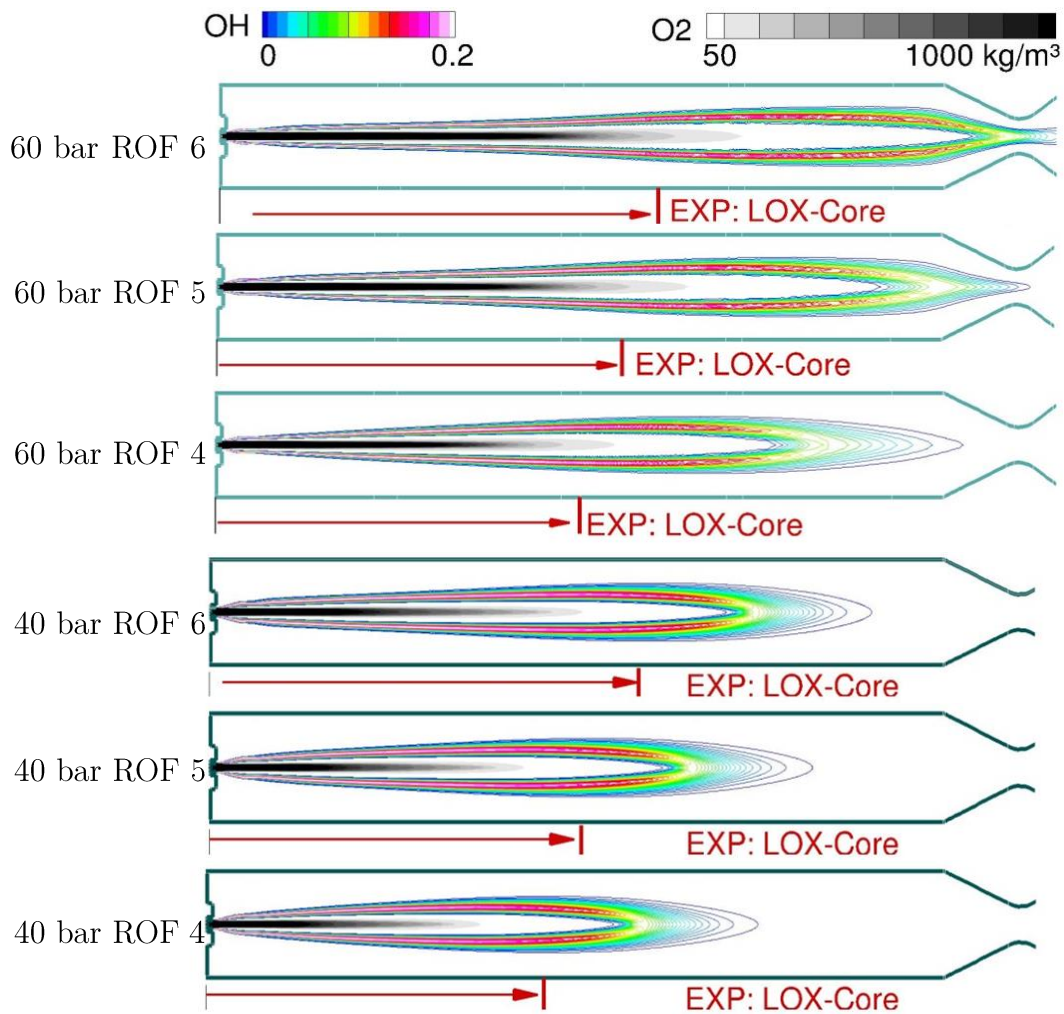 OH O2
0 0.2 50 1000 kg/m³
60 bar ROF 6
EXP: LOX-Core
60 bar ROF 5
EXP: LOX-Core
60 bar ROF 4
EXP: LOX-Core
40 bar ROF 6
EXP: LOX-Core
40 bar ROF 5
EXP: LOX-Core
40 bar ROF 4
EXP: LOX-Core